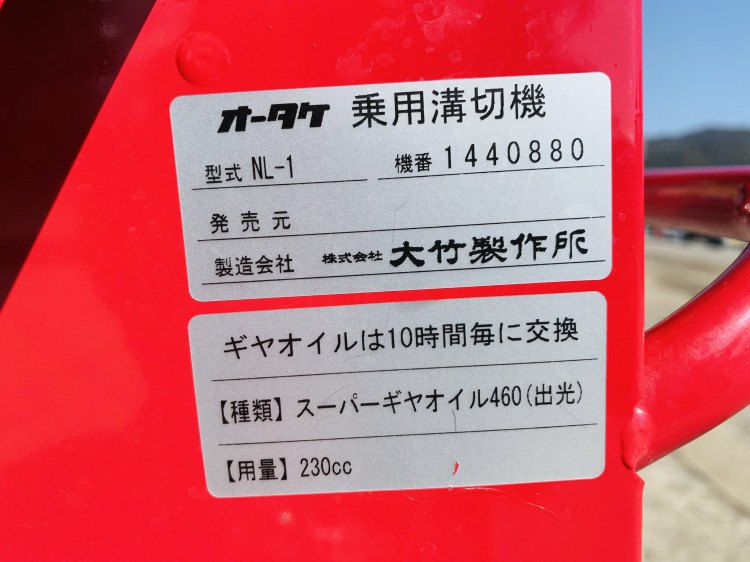 オータケ 乗用溝切機
型式 NL-1 機番 1440880
発売元
製造会社 株式会社 大竹製作所
ギヤオイルは10時間毎に交換
【種類】スーパーギヤオイル460(出光)
【用量】230cc